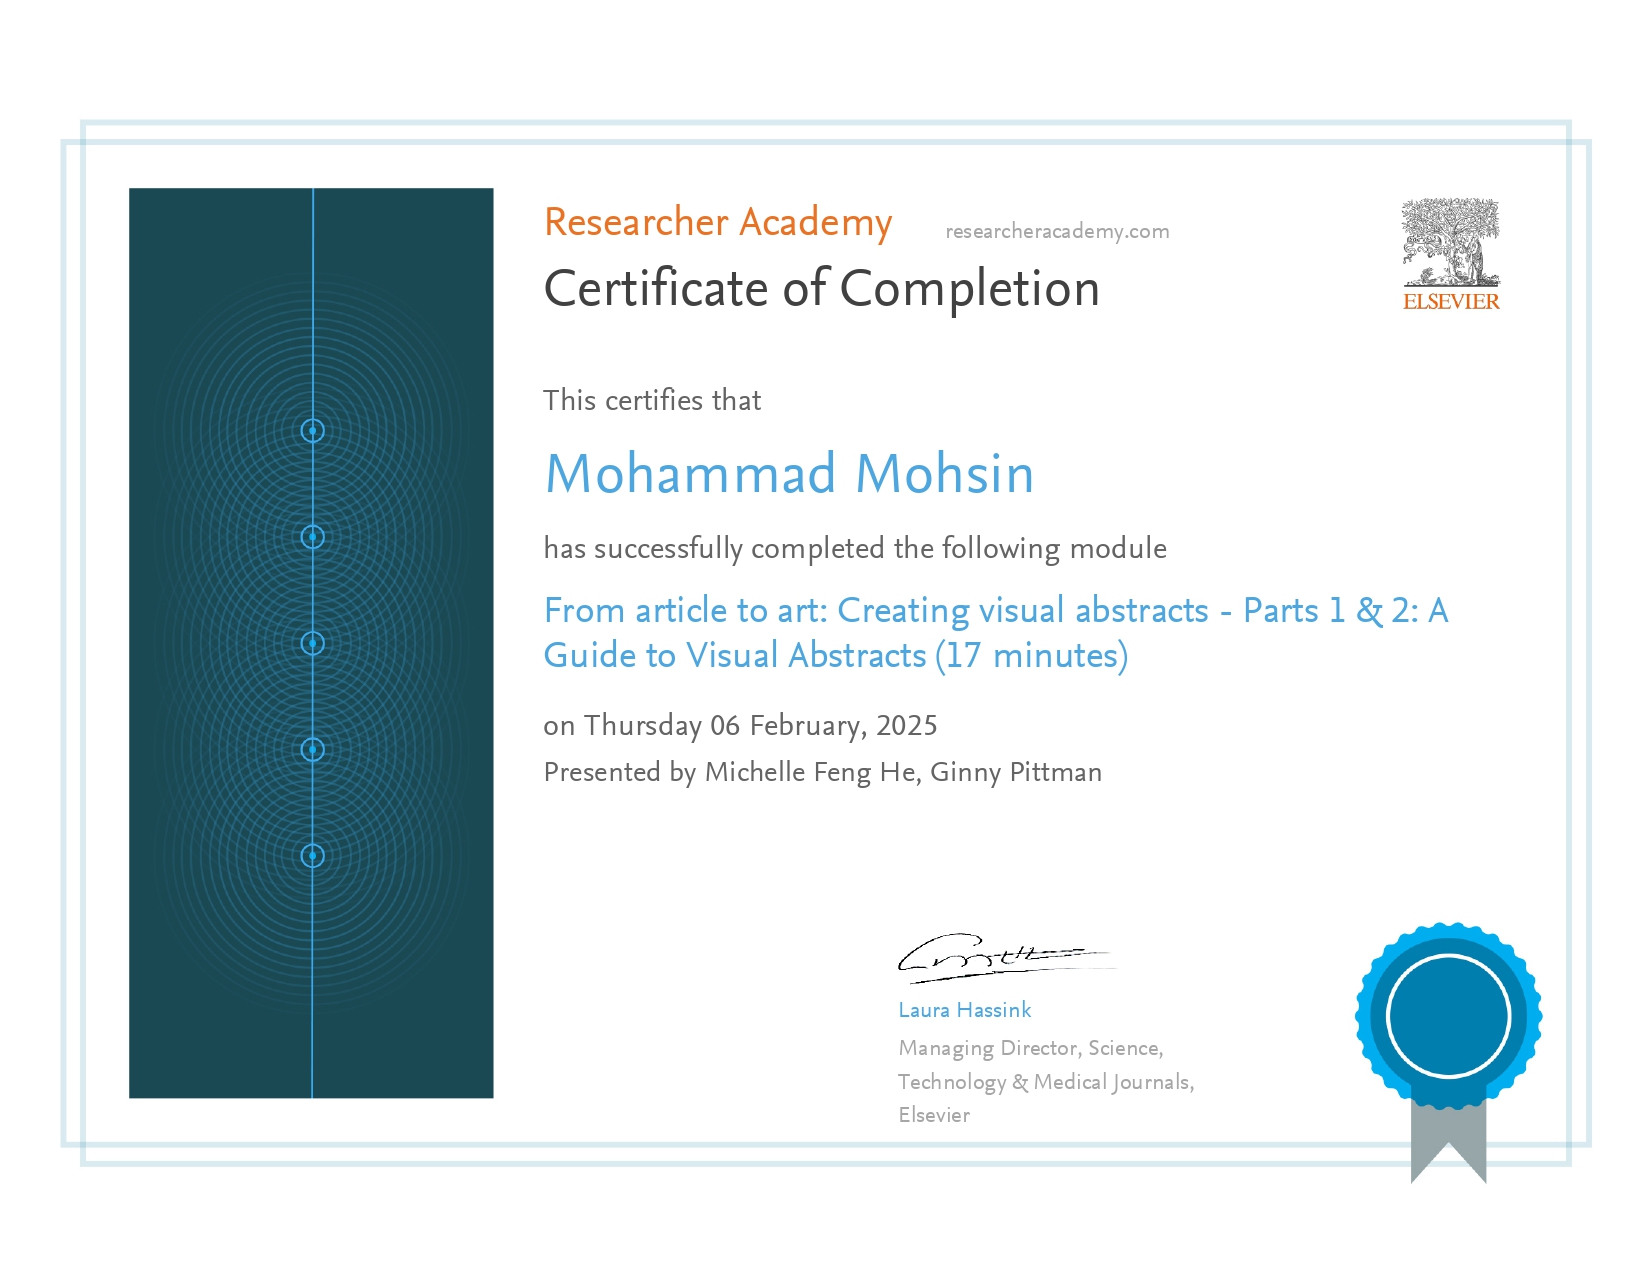 Researcher Academy researcheracademy.com
Certificate of Completion
ELSEVIER
This certifies that
Mohammad Mohsin
has successfully completed the following module
From article to art: Creating visual abstracts - Parts 1 & 2: A
Guide to Visual Abstracts (17 minutes)
on Thursday 06 February, 2025
Presented by Michelle Feng He, Ginny Pittman
Laura Hassink
Managing Director, Science,
Technology & Medical Journals,
Elsevier